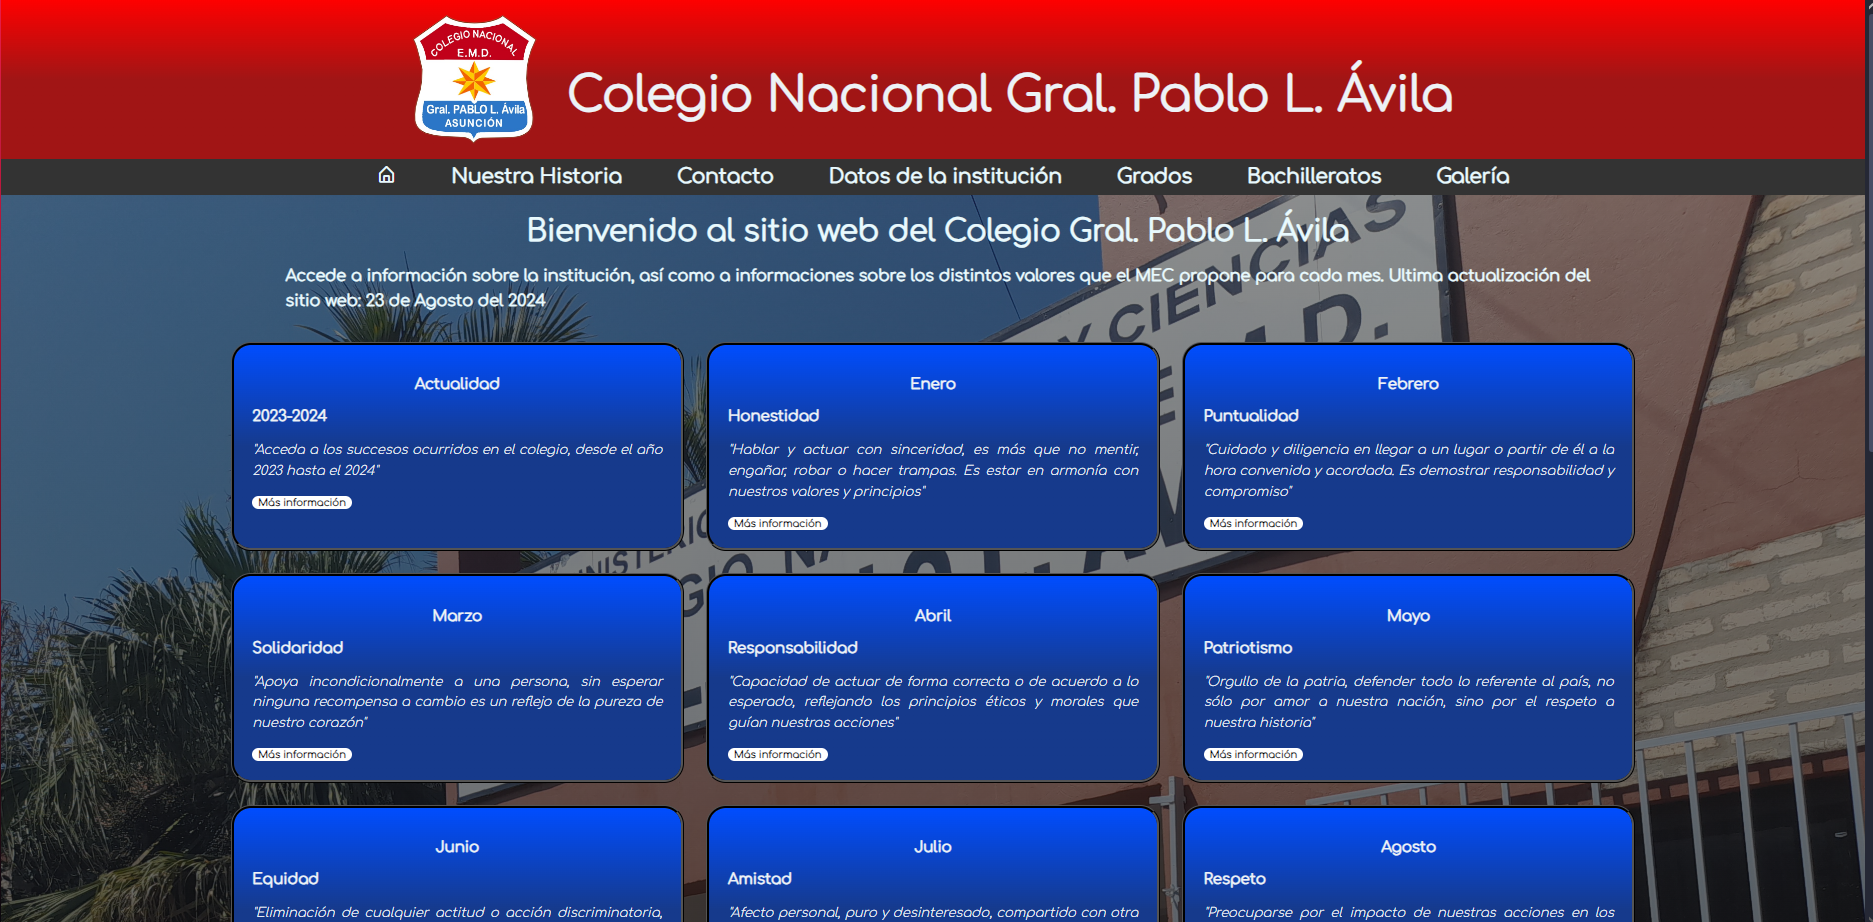 COLEGIO NACIONAL
E.M.D.
Gral. PABLO L. Ávila
ASUNCIÓN
Colegio Nacional Gral. Pablo L. Ávila
Nuestra Historia Contacto Datos de la institución Grados Bachilleratos Galería
Bienvenido al sitio web del Colegio Gral. Pablo L. Ávila
Accede a información sobre la institución, así como a informaciones sobre los distintos valores que el MEC propone para cada mes. Ultima actualización del
sitio web: 23 de Agosto del 2024
Y CIENCIAS
Actualidad
2023-2024
"Acceda a los succesos ocurridos en el colegio, desde el año
2023 hasta el 2024"
Más información
Enero
Honestidad
"Hablar y actuar con sinceridad, es más que no mentir,
engañar, robar o hacer trampas. Es estar en armonía con
nuestros valores y principios"
Más información
Febrero
Puntualidad
"Cuidado y diligencia en llegar a un lugar o partir de él a la
hora convenida y acordada. Es demostrar responsabilidad y
compromiso"
Más información
Marzo
Solidaridad
"Apoya incondicionalmente a una persona, sin esperar
ninguna recompensa a cambio es un reflejo de la pureza de
nuestro corazón"
Más información
Abril
Responsabilidad
"Capacidad de actuar de forma correcta o de acuerdo a lo
esperado, reflejando los principios éticos y morales que
guían nuestras acciones"
Más información
Mayo
Patriotismo
"Orgullo de la patria, defender todo lo referente al país, no
sólo por amor a nuestra nación, sino por el respeto a
nuestra historia"
Más información
Junio
Equidad
"Eliminación de cualquier actitud o acción discriminatoria,
Julio
Amistad
"Afecto personal, puro y desinteresado, compartido con otra
Agosto
Respeto
"Preocuparse por el impacto de nuestras acciones en los